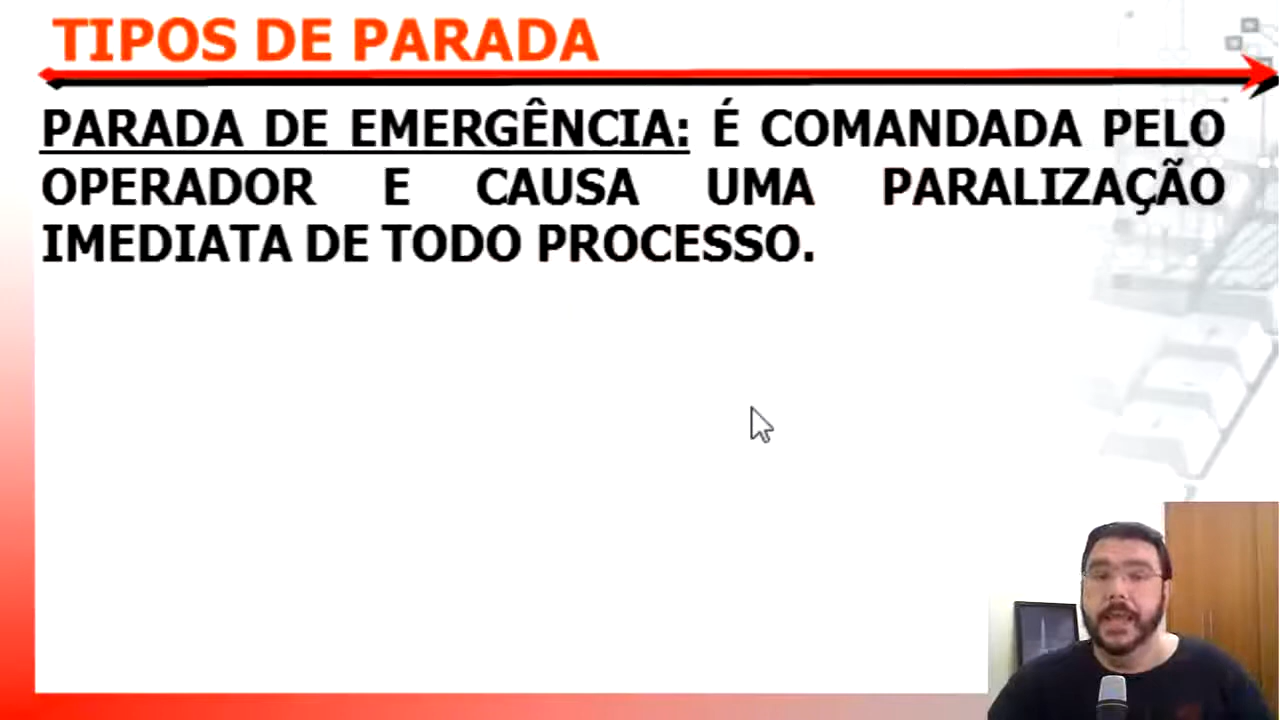 TIPOS DE PARADA
PARADA DE EMERGÊNCIA: É COMANDADA PELO
OPERADOR E CAUSA UMA PARALIZAÇÃO
IMEDIATA DE TODO PROCESSO.